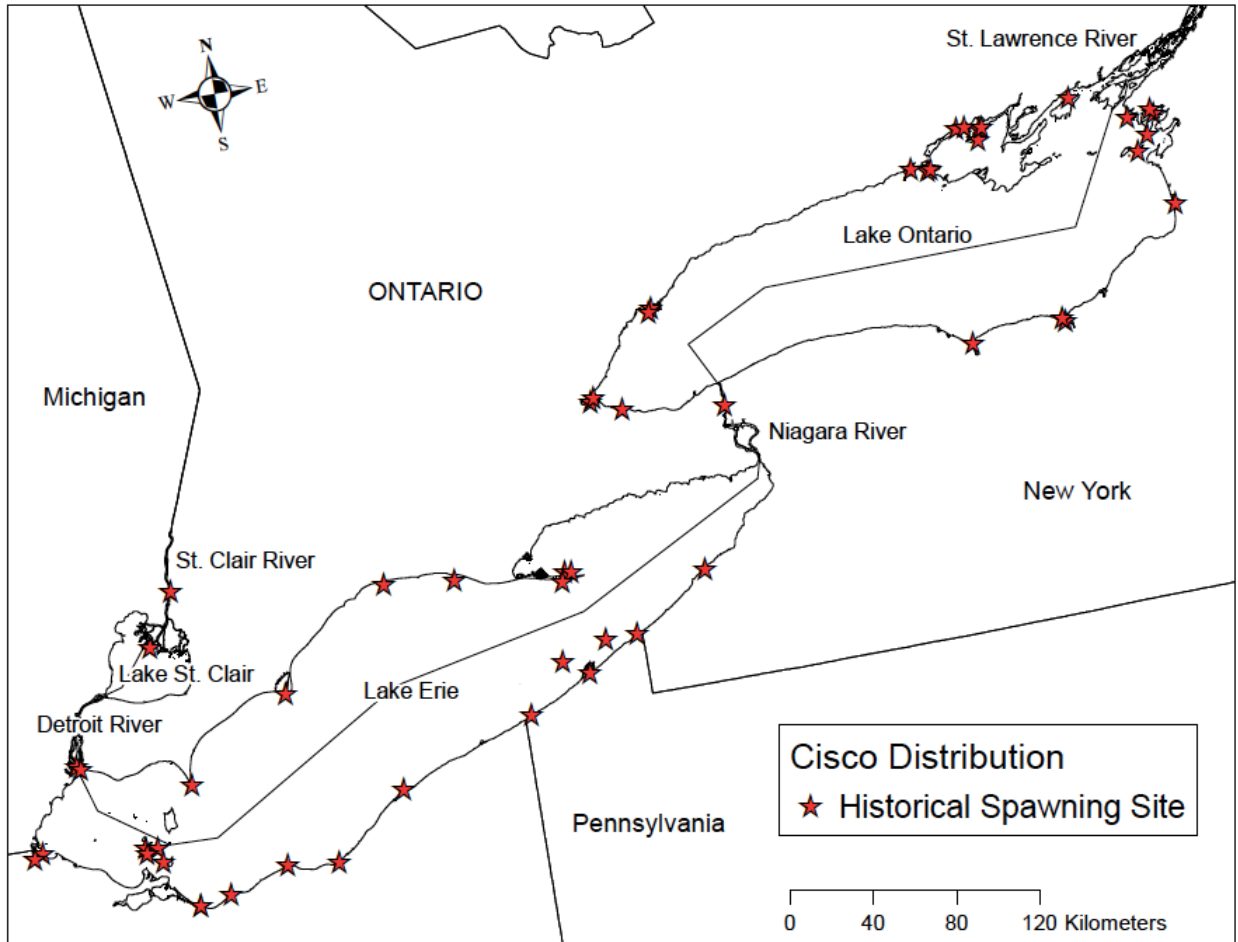 St. Lawrence River
N
W
E
S
Lake Ontario
ONTARIO
Michigan
Niagara River
New York
St. Clair River
Lake St. Clair
Lake Erie
Detroit River
Cisco Distribution
Historical Spawning Site
Pennsylvania
0 40 80 120 Kilometers